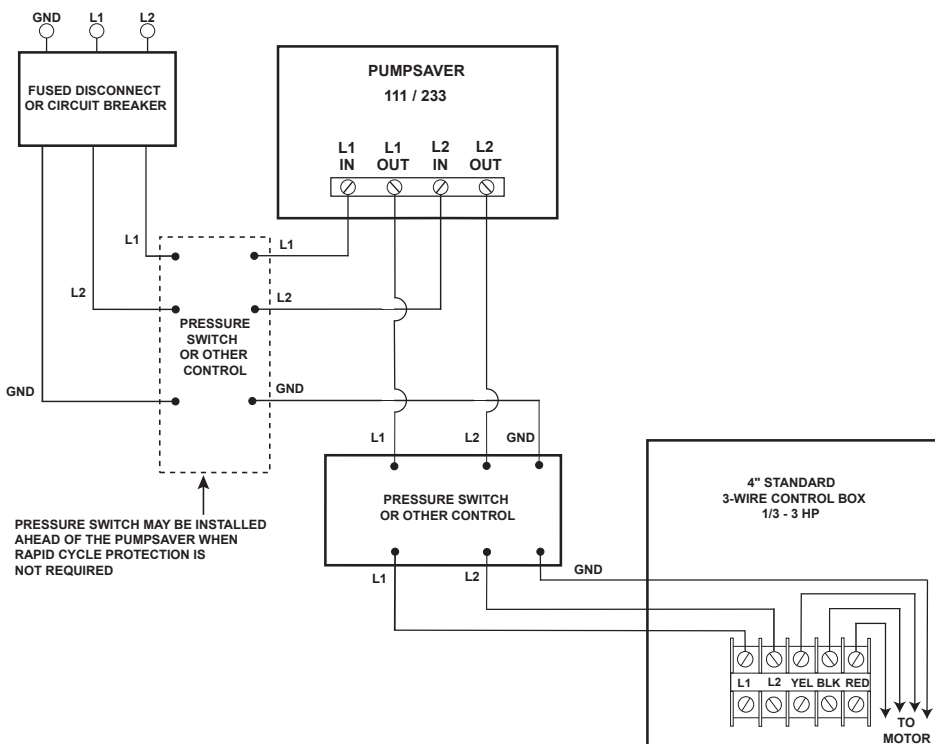 GND L1 L2
FUSED DISCONNECT
OR CIRCUIT BREAKER
PUMPSAVER
111 / 233
L1 L1 L2 L2
IN OUT IN OUT
L1
L1
L2
L2
PRESSURE
SWITCH
OR OTHER
CONTROL
GND
GND
L1 L2 GND
PRESSURE SWITCH
OR OTHER CONTROL
L1 L2 GND
PRESSURE SWITCH MAY BE INSTALLED
AHEAD OF THE PUMPSAVER WHEN
RAPID CYCLE PROTECTION IS
NOT REQUIRED
4" STANDARD
3-WIRE CONTROL BOX
1/3 - 3 HP
L1 L2 YEL BLK RED
TO
MOTOR